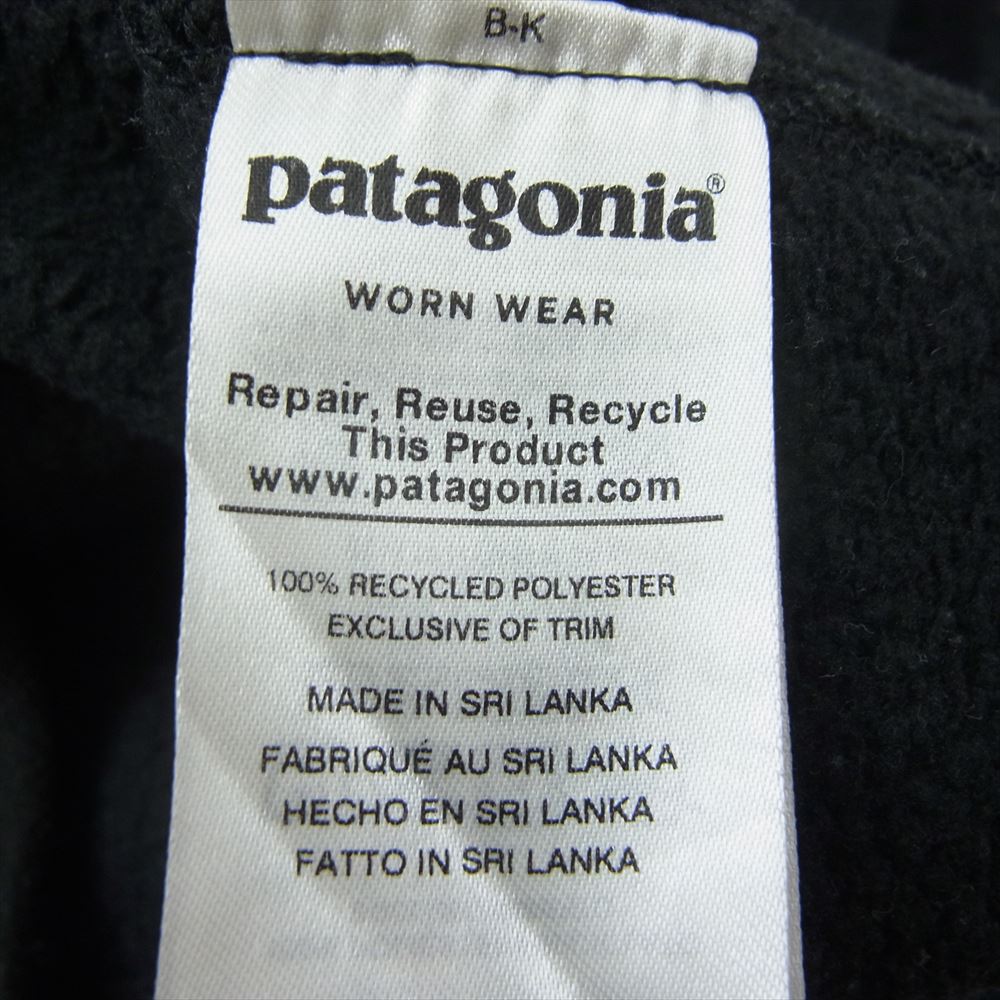 B-K
patagonia®
WORN WEAR
Repair, Reuse, Recycle
This Product
www.patagonia.com
100% RECYCLED POLYESTER
EXCLUSIVE OF TRIM
MADE IN SRI LANKA
FABRIQUÉ AU SRI LANKA
HECHO EN SRI LANKA
FATTO IN SRI LANKA